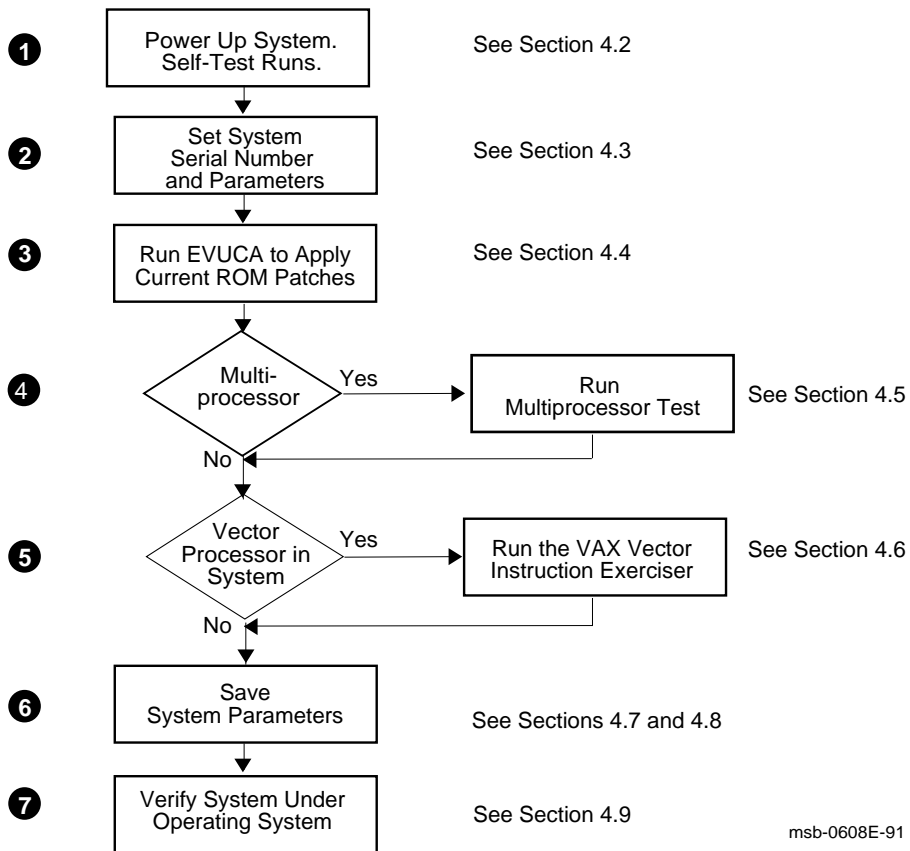 1
Power Up System.
Self-Test Runs.
See Section 4.2
2
Set System
Serial Number
and Parameters
See Section 4.3
3
Run EVUCA to Apply
Current ROM Patches
See Section 4.4
4
Multi-
processor
Yes
Run
Multiprocessor Test
See Section 4.5
No
5
Vector
Processor in
System
Yes
Run the VAX Vector
Instruction Exerciser
See Section 4.6
No
6
Save
System Parameters
See Sections 4.7 and 4.8
7
Verify System Under
Operating System
See Section 4.9
msb-0608E-91